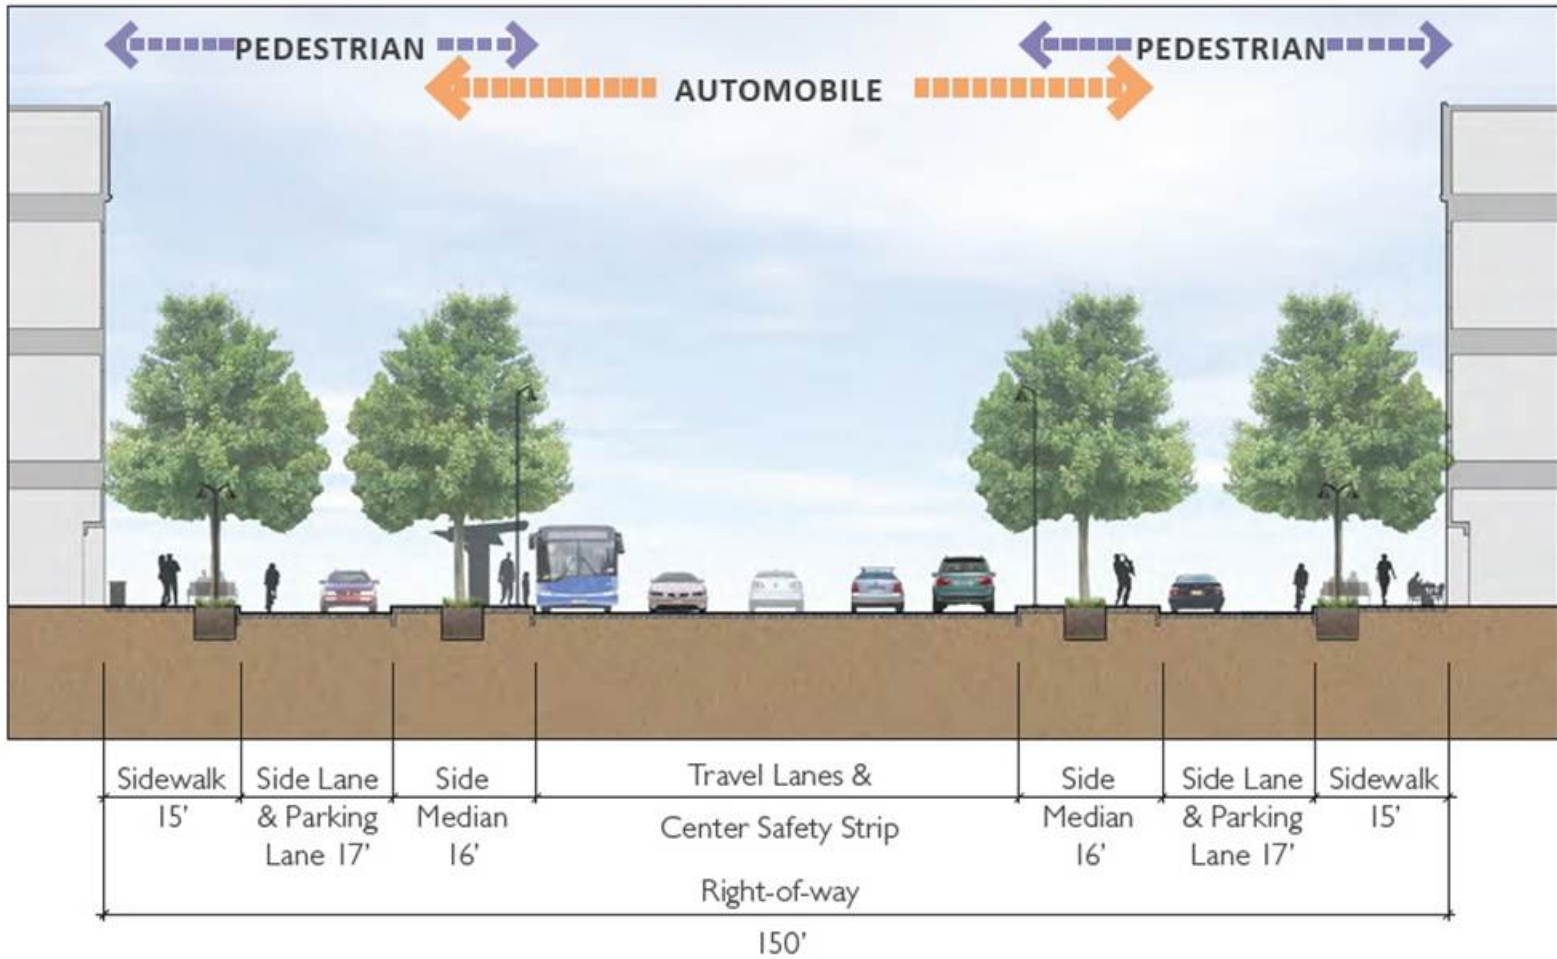 PEDESTRIAN
PEDESTRIAN
AUTOMOBILE
Sidewalk
15'
Side Lane
& Parking
Lane 17'
Side
Median
16'
Travel Lanes &
Center Safety Strip
Side
Median
16'
Side Lane
& Parking
Lane 17'
Sidewalk
15'
Right-of-way
150'